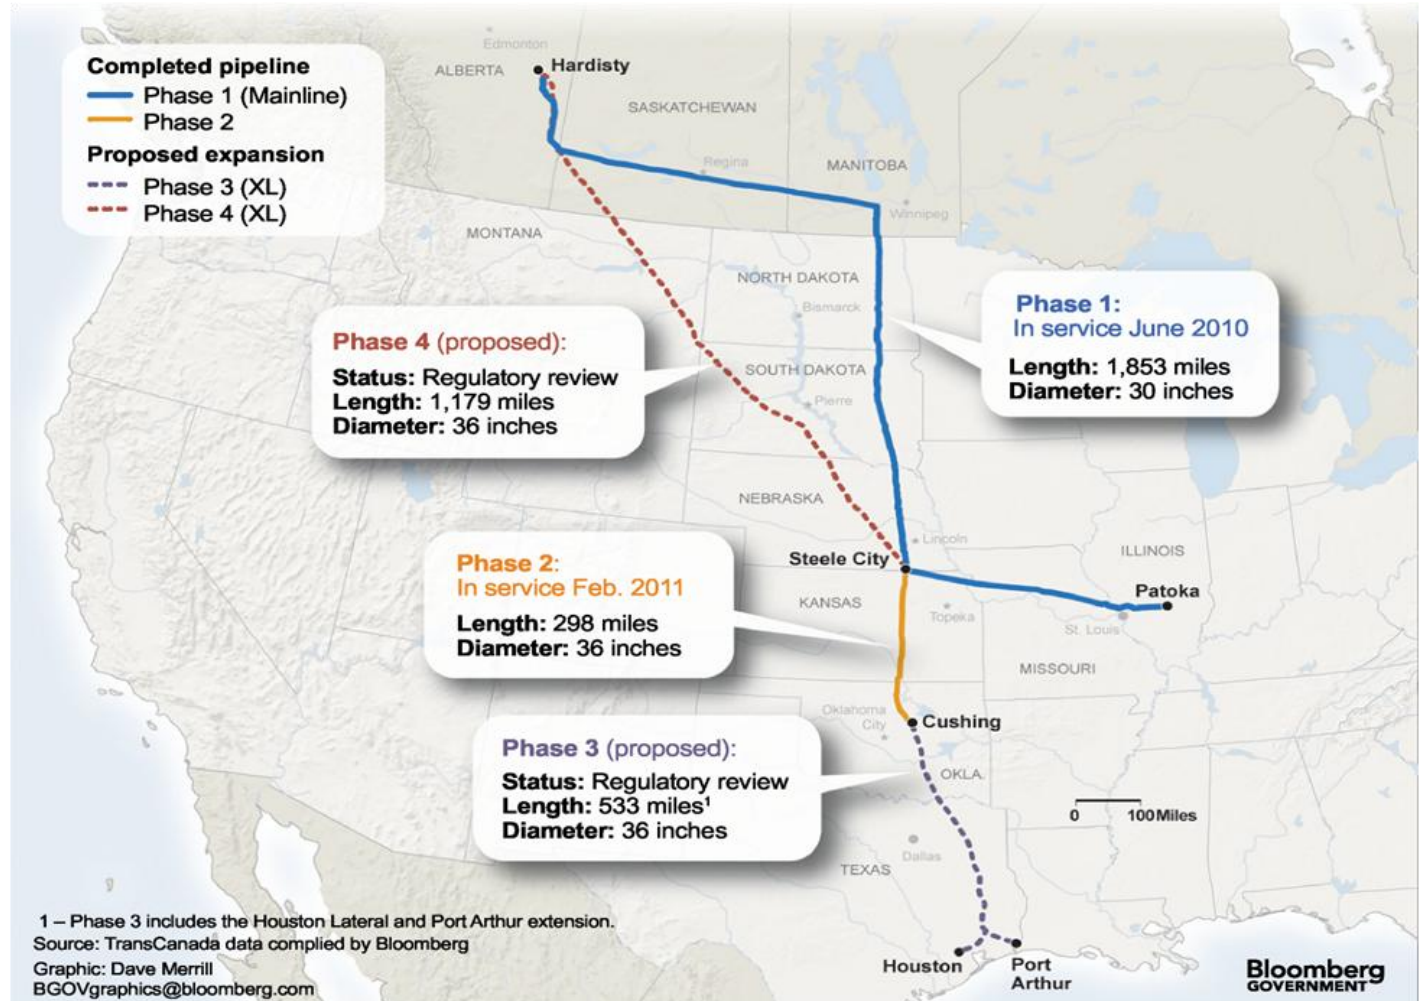 Completed pipeline
Phase 1 (Mainline)
Phase 2
Proposed expansion
Phase 3 (XL)
Phase 4 (XL)
Edmonton
ALBERTA
Hardisty
SASKATCHEWAN
Regina
MANITOBA
Winnipeg
MONTANA
NORTH DAKOTA
Bismarck
Phase 1:
In service June 2010
Length: 1,853 miles
Diameter: 30 inches
Phase 4 (proposed):
Status: Regulatory review
Length: 1,179 miles
Diameter: 36 inches
SOUTH DAKOTA
Pierre
NEBRASKA
Lincoln
Steele City
ILLINOIS
Patoka
Phase 2:
In service Feb. 2011
Length: 298 miles
Diameter: 36 inches
KANSAS
Topeka
St. Louis
MISSOURI
Oklahoma
City
Cushing
OKLA.
Phase 3 (proposed):
Status: Regulatory review
Length: 533 miles¹
Diameter: 36 inches
0 100 Miles
Dallas
TEXAS
Houston
Port
Arthur
1 – Phase 3 includes the Houston Lateral and Port Arthur extension.
Source: TransCanada data complied by Bloomberg
Graphic: Dave Merrill
BGOVgraphics@bloomberg.com
Bloomberg
GOVERNMENT